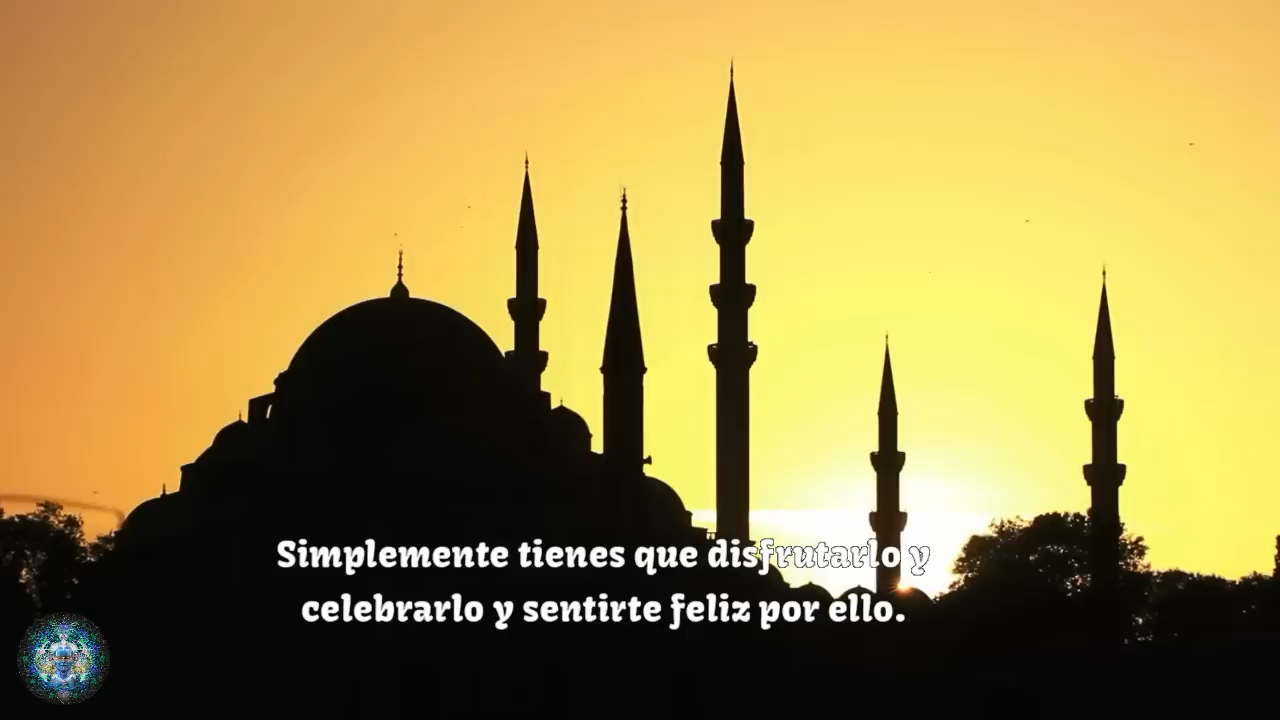 Simplemente tienes que disfrutarlo y
celebrarlo y sentirte feliz por ello.